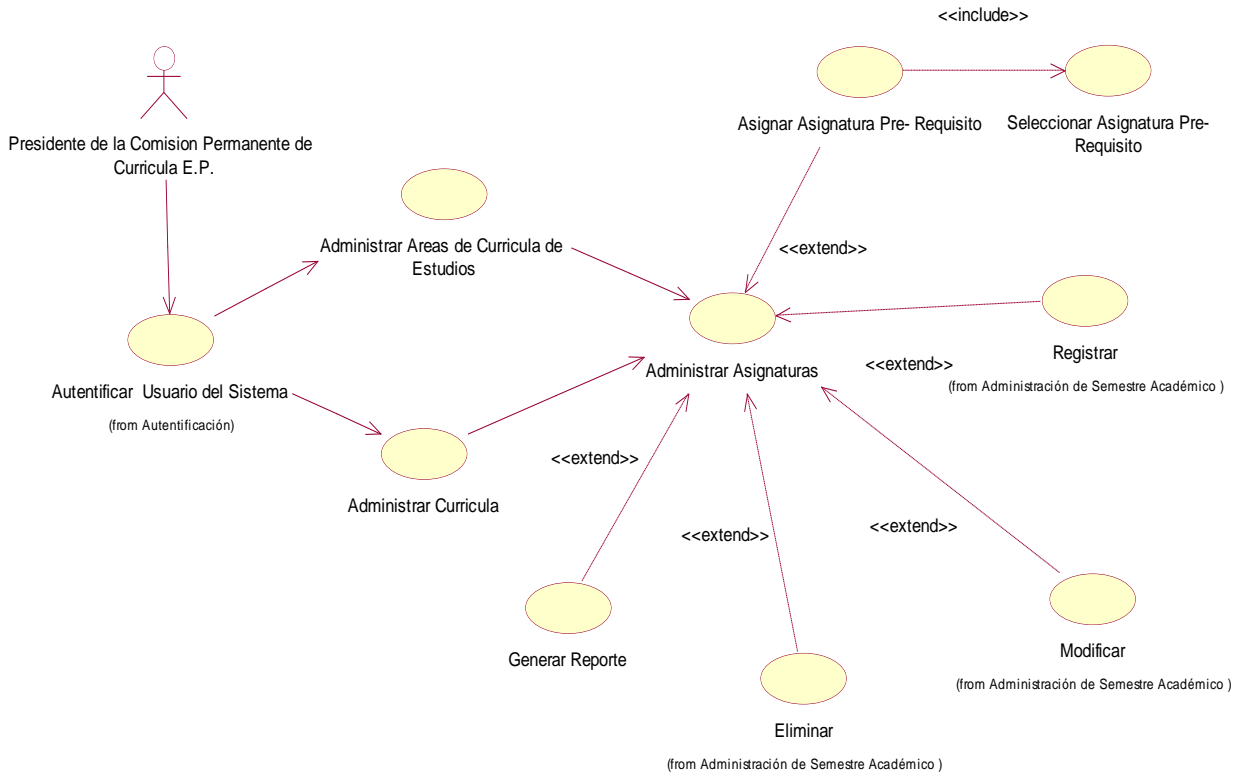 <<include>>
Asignar Asignatura Pre- Requisito
Seleccionar Asignatura Pre-
Requisito
Presidente de la Comision Permanente de
Curricula E.P.
Administrar Areas de Curricula de
Estudios
<<extend>>
Autentificar Usuario del Sistema
(from Autentificación)
Administrar Asignaturas
<<extend>>
Registrar
(from Administración de Semestre Académico )
Administrar Curricula
<<extend>>
<<extend>>
<<extend>>
Generar Reporte
Modificar
(from Administración de Semestre Académico )
Eliminar
(from Administración de Semestre Académico )